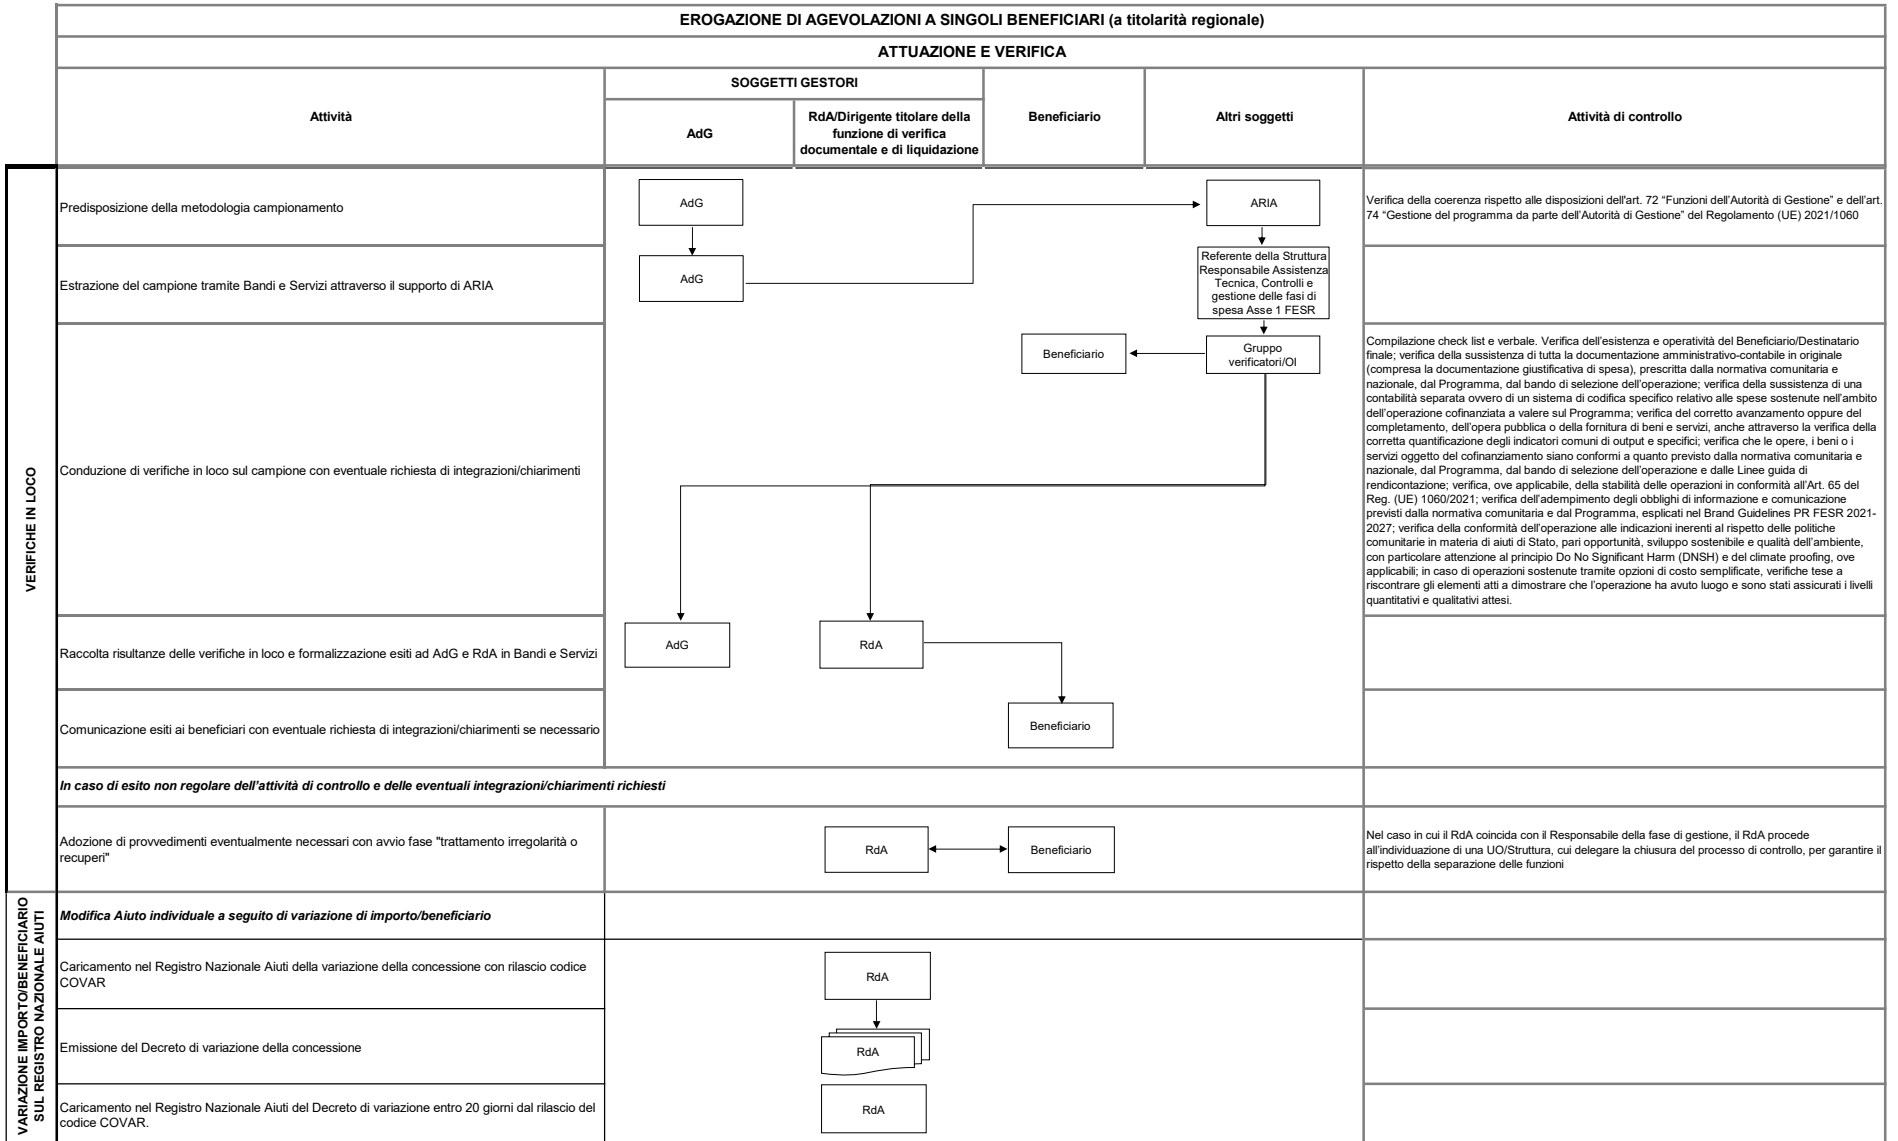 EROGAZIONE DI AGEVOLAZIONI A SINGOLI BENEFICIARI (a titolarità regionale)
ATTUAZIONE E VERIFICA
Attività
SOGGETTI GESTORI
AdG
RdA/Dirigente titolare della
funzione di verifica
documentale e di liquidazione
Beneficiario
Altri soggetti
Attività di controllo
VERIFICHE IN LOCO
Predisposizione della metodologia campionamento
AdG
ARIA
Verifica della coerenza rispetto alle disposizioni dell'art. 72 “Funzioni dell’Autorità di Gestione” e dell’art.
74 “Gestione del programma da parte dell’Autorità di Gestione” del Regolamento (UE) 2021/1060
Estrazione del campione tramite Bandi e Servizi attraverso il supporto di ARIA
AdG
Referente della Struttura
Responsabile Assistenza
Tecnica, Controlli e
gestione delle fasi di
spesa Asse 1 FESR
Conduzione di verifiche in loco sul campione con eventuale richiesta di integrazioni/chiarimenti
Beneficiario
Gruppo
verificatori/OI
Compilazione check list e verbale. Verifica dell’esistenza e operatività del Beneficiario/Destinatario
finale; verifica della sussistenza di tutta la documentazione amministrativo-contabile in originale
(compresa la documentazione giustificativa di spesa), prescritta dalla normativa comunitaria e
nazionale, dal Programma, dal bando di selezione dell’operazione; verifica della sussistenza di una
contabilità separata ovvero di un sistema di codifica specifico relativo alle spese sostenute nell’ambito
dell’operazione cofinanziata a valere sul Programma; verifica del corretto avanzamento oppure del
completamento, dell’opera pubblica o della fornitura di beni e servizi, anche attraverso la verifica della
corretta quantificazione degli indicatori comuni di output e specifici; verifica che le opere, i beni o i
servizi oggetto del cofinanziamento siano conformi a quanto previsto dalla normativa comunitaria e
nazionale, dal Programma, dal bando di selezione dell’operazione e dalle Linee guida di
rendicontazione; verifica, ove applicabile, della stabilità delle operazioni in conformità all’Art. 65 del
Reg. (UE) 1060/2021; verifica dell’adempimento degli obblighi di informazione e comunicazione
previsti dalla normativa comunitaria e dal Programma, esplicati nel Brand Guidelines PR FESR 2021-
2027; verifica della conformità dell’operazione alle indicazioni inerenti al rispetto delle politiche
comunitarie in materia di aiuti di Stato, pari opportunità, sviluppo sostenibile e qualità dell’ambiente,
con particolare attenzione al principio Do No Significant Harm (DNSH) e del climate proofing, ove
applicabili; in caso di operazioni sostenute tramite opzioni di costo semplificate, verifiche tese a
riscontrare gli elementi atti a dimostrare che l’operazione ha avuto luogo e sono stati assicurati i livelli
quantitativi e qualitativi attesi.
Raccolta risultanze delle verifiche in loco e formalizzazione esiti ad AdG e RdA in Bandi e Servizi
AdG
RdA
Comunicazione esiti ai beneficiari con eventuale richiesta di integrazioni/chiarimenti se necessario
Beneficiario
In caso di esito non regolare dell'attività di controllo e delle eventuali integrazioni/chiarimenti richiesti
Adozione di provvedimenti eventualmente necessari con avvio fase "trattamento irregolarità o
recuperi"
RdA
Beneficiario
Nel caso in cui il RdA coincida con il Responsabile della fase di gestione, il RdA procede
all’individuazione di una UO/Struttura, cui delegare la chiusura del processo di controllo, per garantire il
rispetto della separazione delle funzioni
VARIAZIONE IMPORTO/BENEFICIARIO
SUL REGISTRO NAZIONALE AIUTI
Modifica Aiuto individuale a seguito di variazione di importo/beneficiario
Caricamento nel Registro Nazionale Aiuti della variazione della concessione con rilascio codice
COVAR
RdA
Emissione del Decreto di variazione della concessione
RdA
Caricamento nel Registro Nazionale Aiuti del Decreto di variazione entro 20 giorni dal rilascio del
codice COVAR.
RdA